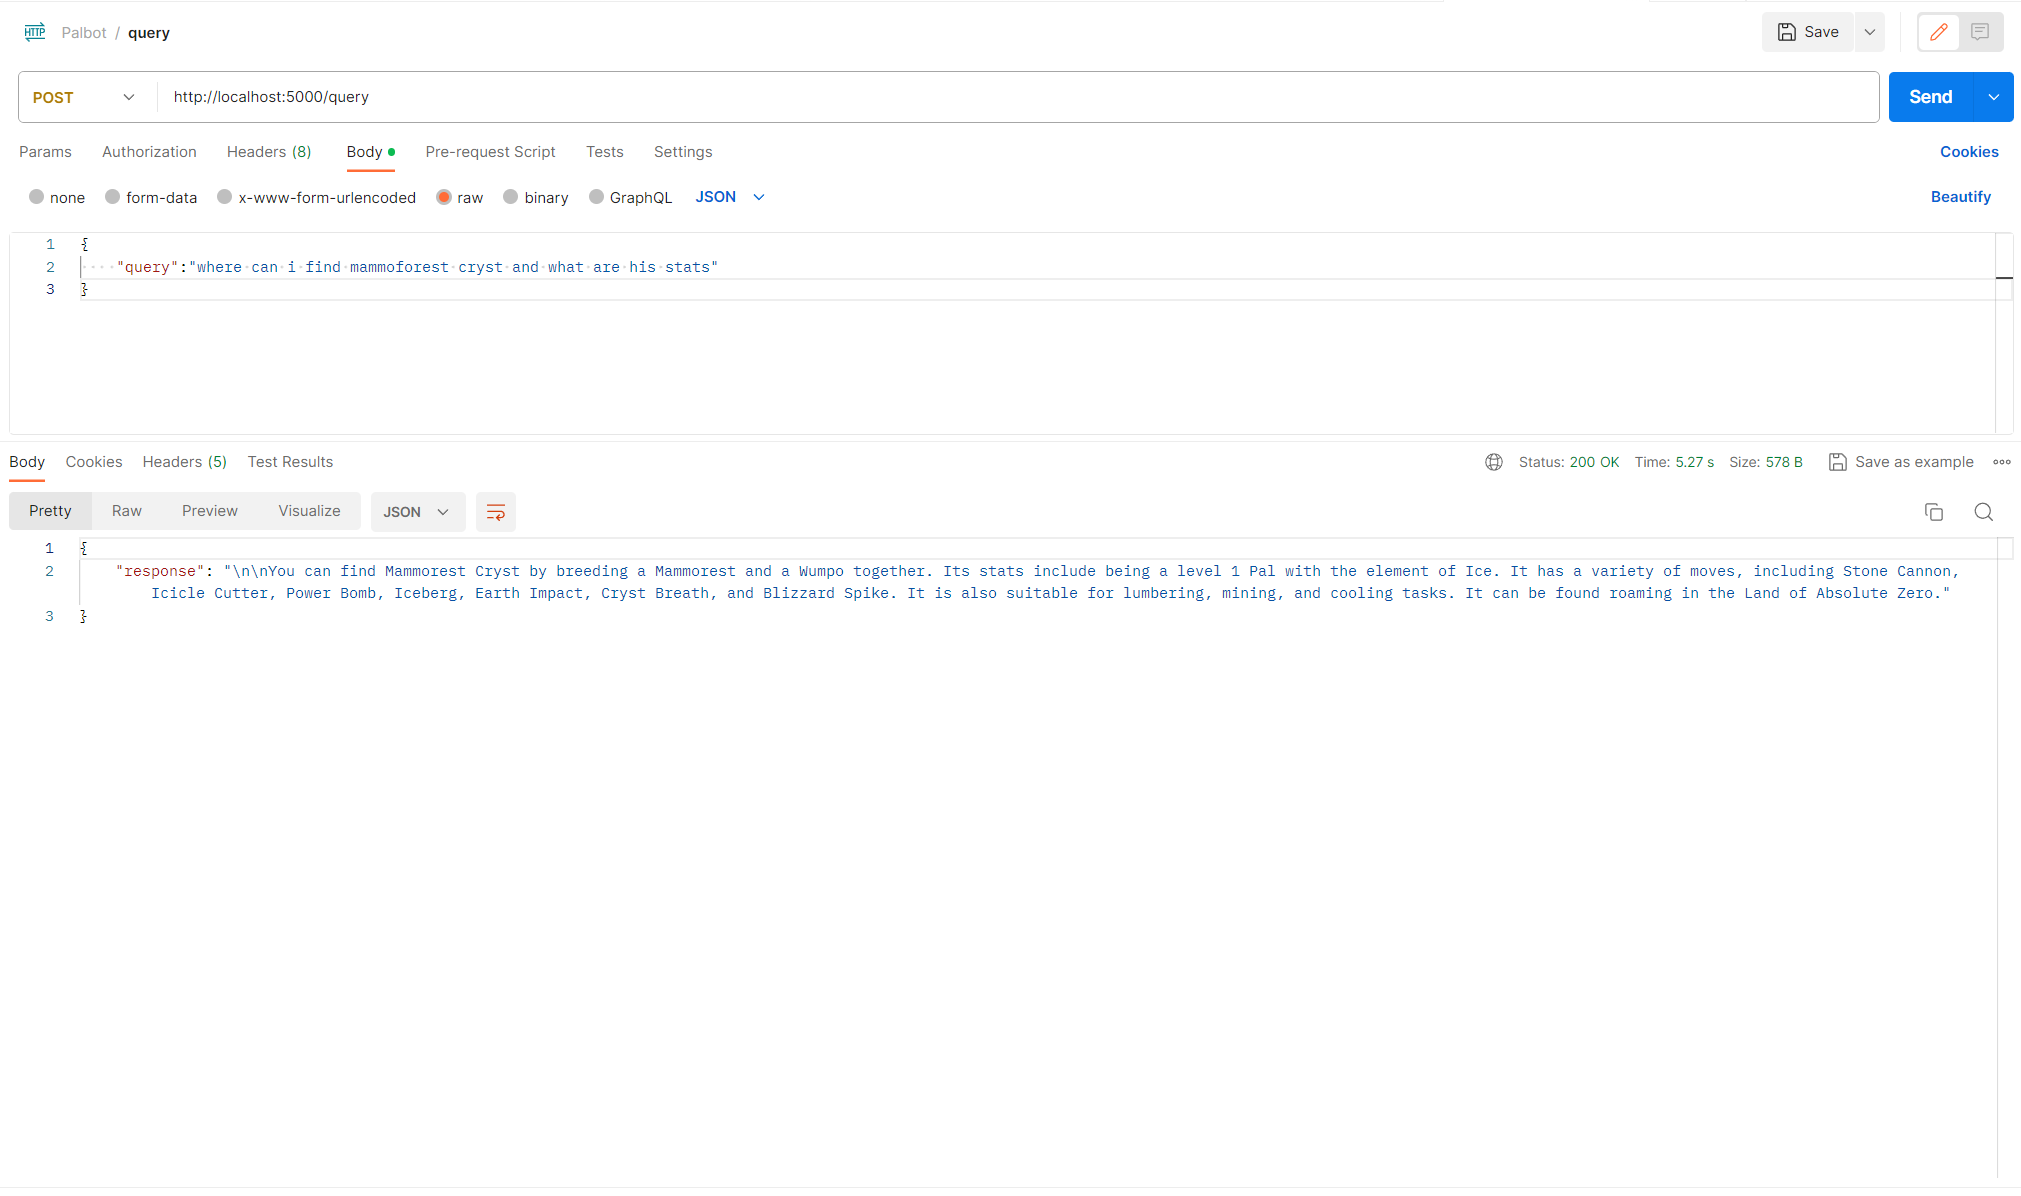 HTTP Palbot / query Save
POST http://localhost:5000/query Send
Params Authorization Headers (8) Body Pre-request Script Tests Settings Cookies
none form-data x-www-form-urlencoded raw binary GraphQL JSON Beautify
1 {
2 "query":"where can i find mammoforest cryst and what are his stats"
3 }
Body Cookies Headers (5) Test Results Status: 200 OK Time: 5.27 s Size: 578 B Save as example
Pretty Raw Preview Visualize JSON
1 {
2 "response": "\n\nYou can find Mammorest Cryst by breeding a Mammorest and a Wumpo together. Its stats include being a level 1 Pal with the element of Ice. It has a variety of moves, including Stone Cannon,
Icicle Cutter, Power Bomb, Iceberg, Earth Impact, Cryst Breath, and Blizzard Spike. It is also suitable for lumbering, mining, and cooling tasks. It can be found roaming in the Land of Absolute Zero."
3 }